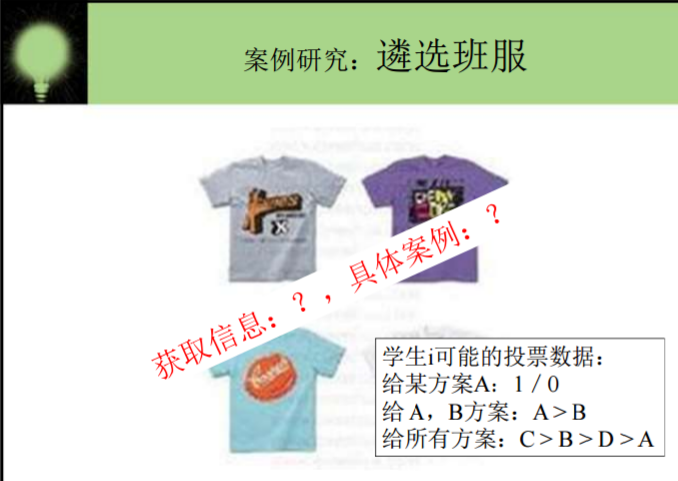 案例研究：遴选班服
获取信息：？，具体案例：？
学生i可能的投票数据：
给某方案A：1 / 0
给 A，B方案：A > B
给所有方案：C > B > D > A